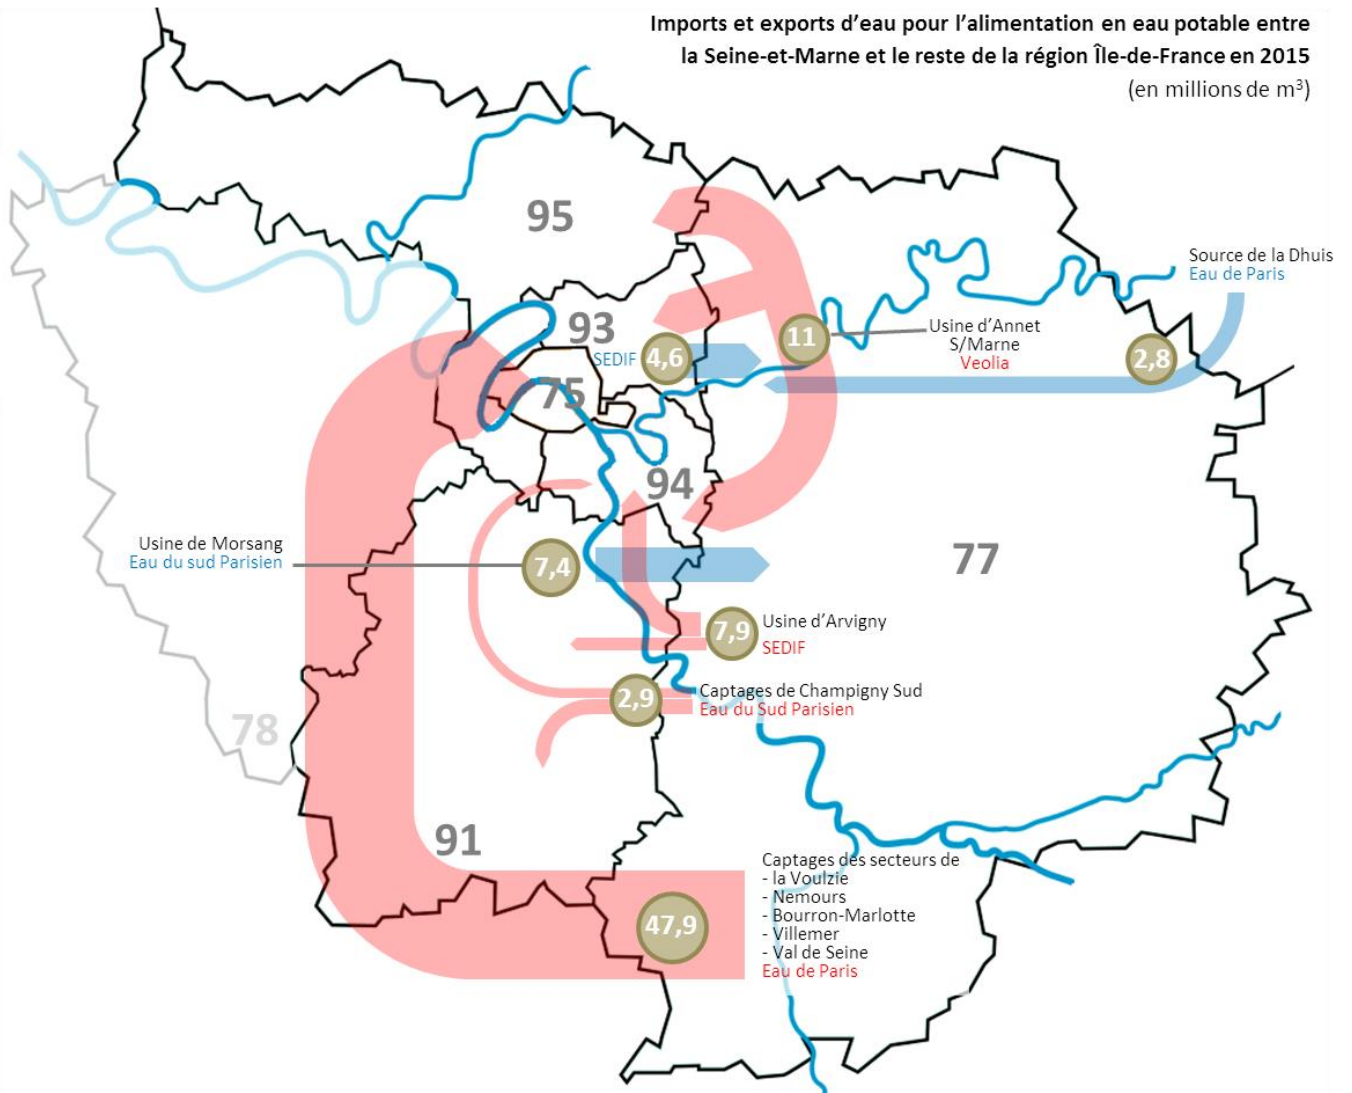 Imports et exports d'eau pour l'alimentation en eau potable entre
la Seine-et-Marne et le reste de la région Île-de-France en 2015
(en millions de m³)
95
Source de la Dhuis
Eau de Paris
93
Usine d'Annet
S/Marne
Veolia
11
SEDIF
4,6
2,8
75
94
Usine de Morsang
Eau du sud Parisien
7,4
77
7,9
Usine d'Arvigny
SEDIF
2,9
Captages de Champigny Sud
Eau du Sud Parisien
78
91
Captages des secteurs de
- la Voulzie
- Nemours
- Bourron-Marlotte
- Villemer
- Val de Seine
Eau de Paris
47,9